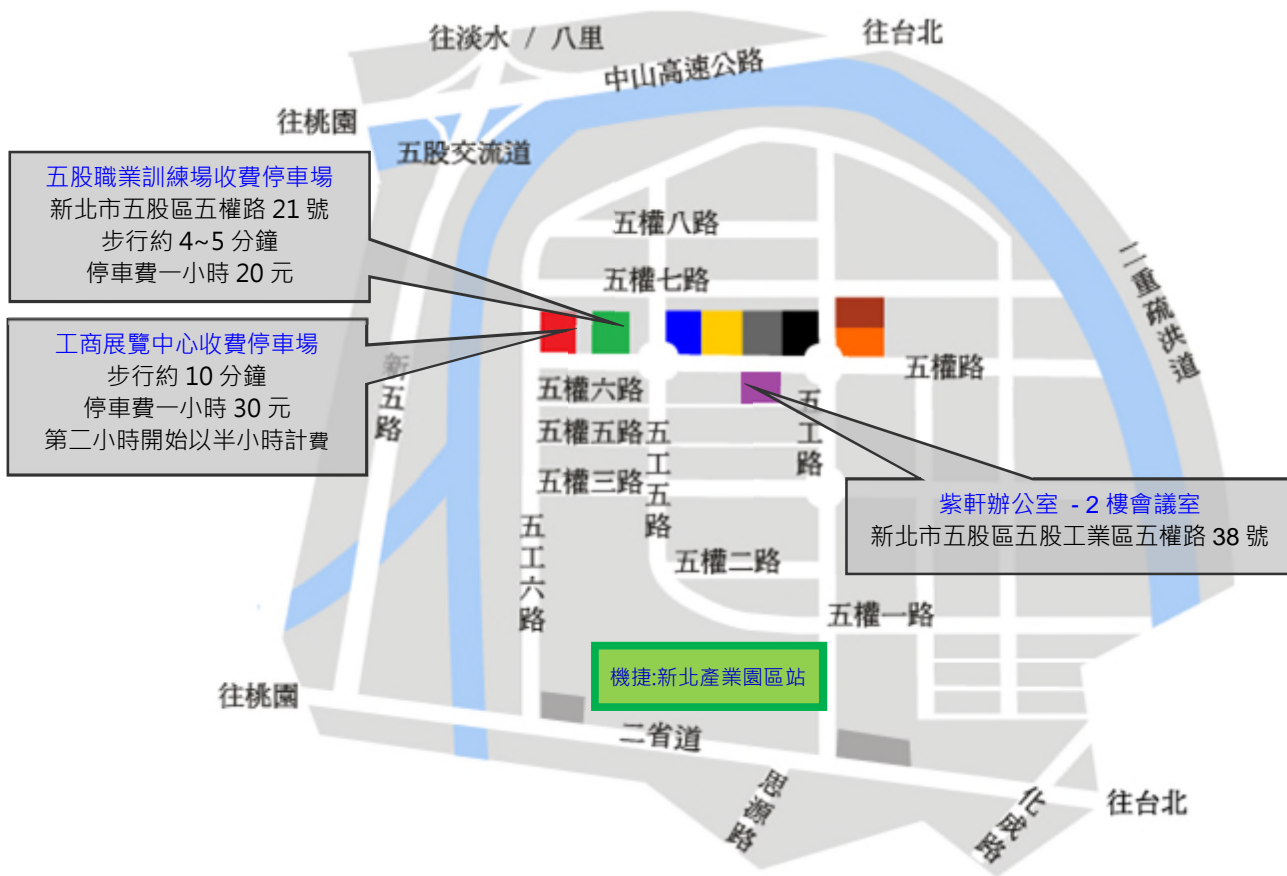 往淡水 / 八里
往台北
中山高速公路
往桃園
五股交流道
五股職業訓練場收費停車場
新北市五股區五權路 21 號
步行約 4~5 分鐘
停車費一小時 20 元
五權八路
五權七路
二重疏洪道
工商展覽中心收費停車場
步行約 10 分鐘
停車費一小時 30 元
第二小時開始以半小時計費
新五路
五權路
五權六路
五工路
五權五路
五工五路
五權三路
紫軒辦公室 - 2 樓會議室
新北市五股區五股工業區五權路 38 號
五工六路
五權二路
五權一路
機捷:新北產業園區站
往桃園
二省道
思源路
化成路
往台北